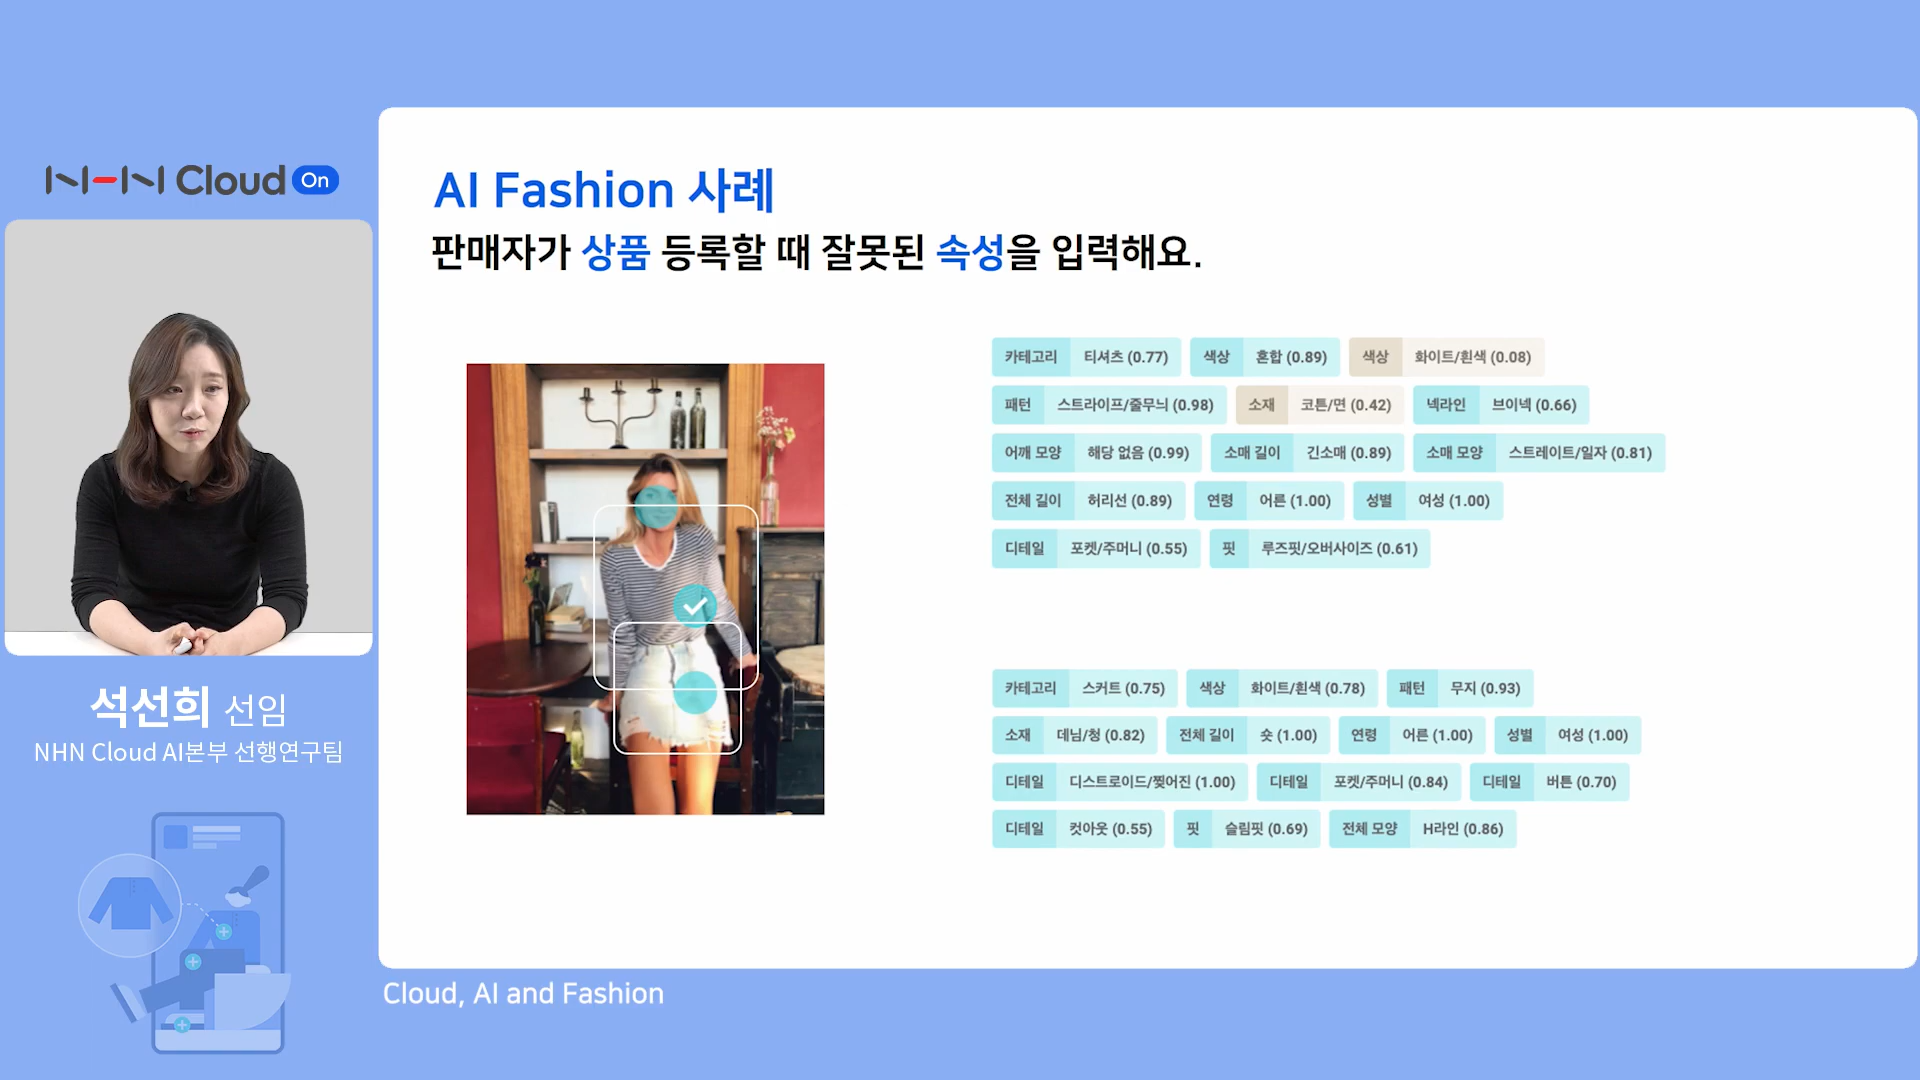 NHN Cloud On
AI Fashion 사례
판매자가 상품 등록할 때 잘못된 속성을 입력해요.
카테고리 티셔츠 (0.77) 색상 혼합 (0.89) 색상 화이트/흰색 (0.08)
패턴 스트라이프/줄무늬 (0.98) 소재 코튼/면 (0.42) 넥라인 브이넥 (0.66)
어깨 모양 해당 없음 (0.99) 소매 길이 긴소매 (0.89) 소매 모양 스트레이트/일자 (0.81)
전체 길이 허리선 (0.89) 연령 어른 (1.00) 성별 여성 (1.00)
디테일 포켓/주머니 (0.55) 핏 루즈핏/오버사이즈 (0.61)
카테고리 스커트 (0.75) 색상 화이트/흰색 (0.78) 패턴 무지 (0.93)
소재 데님/청 (0.82) 전체 길이 숏 (1.00) 연령 어른 (1.00) 성별 여성 (1.00)
디테일 디스트로이드/찢어진 (1.00) 디테일 포켓/주머니 (0.84) 디테일 버튼 (0.70)
디테일 컷아웃 (0.55) 핏 슬림핏 (0.69) 전체 모양 H라인 (0.86)
석선희 선임
NHN Cloud AI본부 선행연구팀
Cloud, AI and Fashion